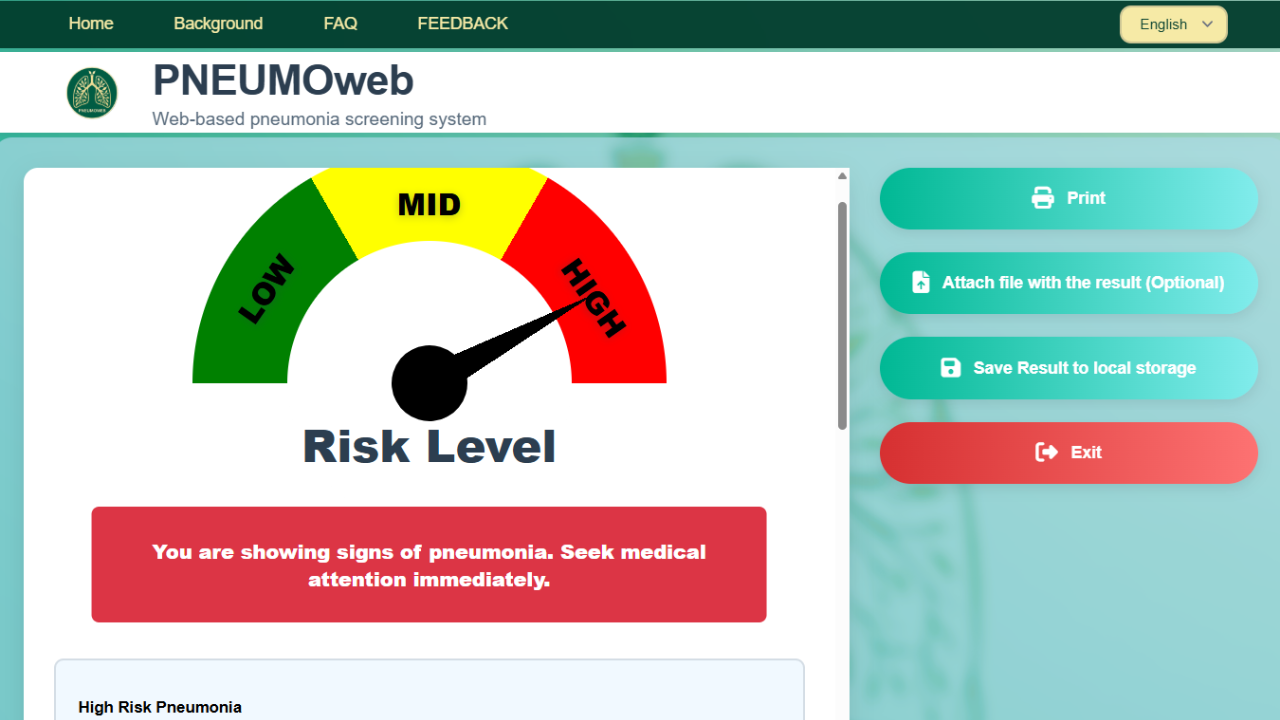 Home Background FAQ FEEDBACK English
PNEUMOweb
Web-based pneumonia screening system
PNEUMOWEB
LOW
MID
HIGH
Risk Level
You are showing signs of pneumonia. Seek medical
attention immediately.
High Risk Pneumonia
Print
Attach file with the result (Optional)
Save Result to local storage
Exit